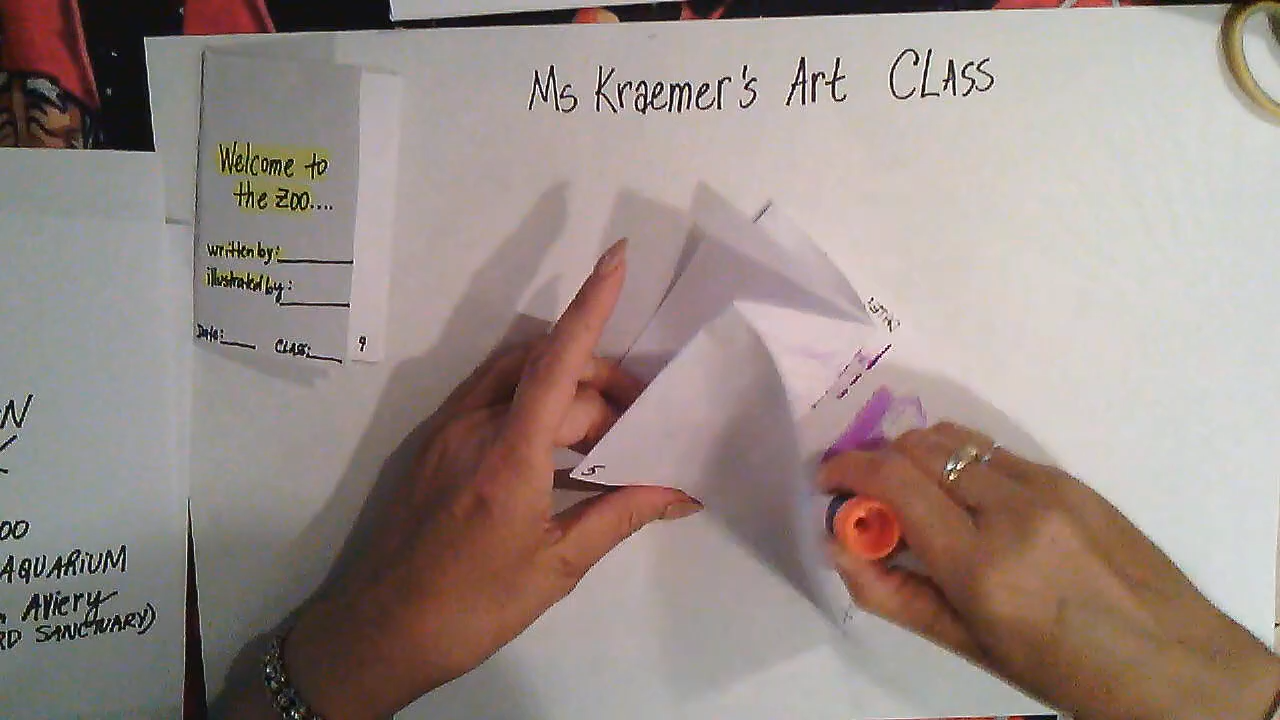 Ms Kraemer's Art CLASS
Welcome to
the Zoo....
written by:
illustrated by:
Date: CLASS:
9
5
N
OO
AQUARIUM
Aviery
RD SANCTUARY)